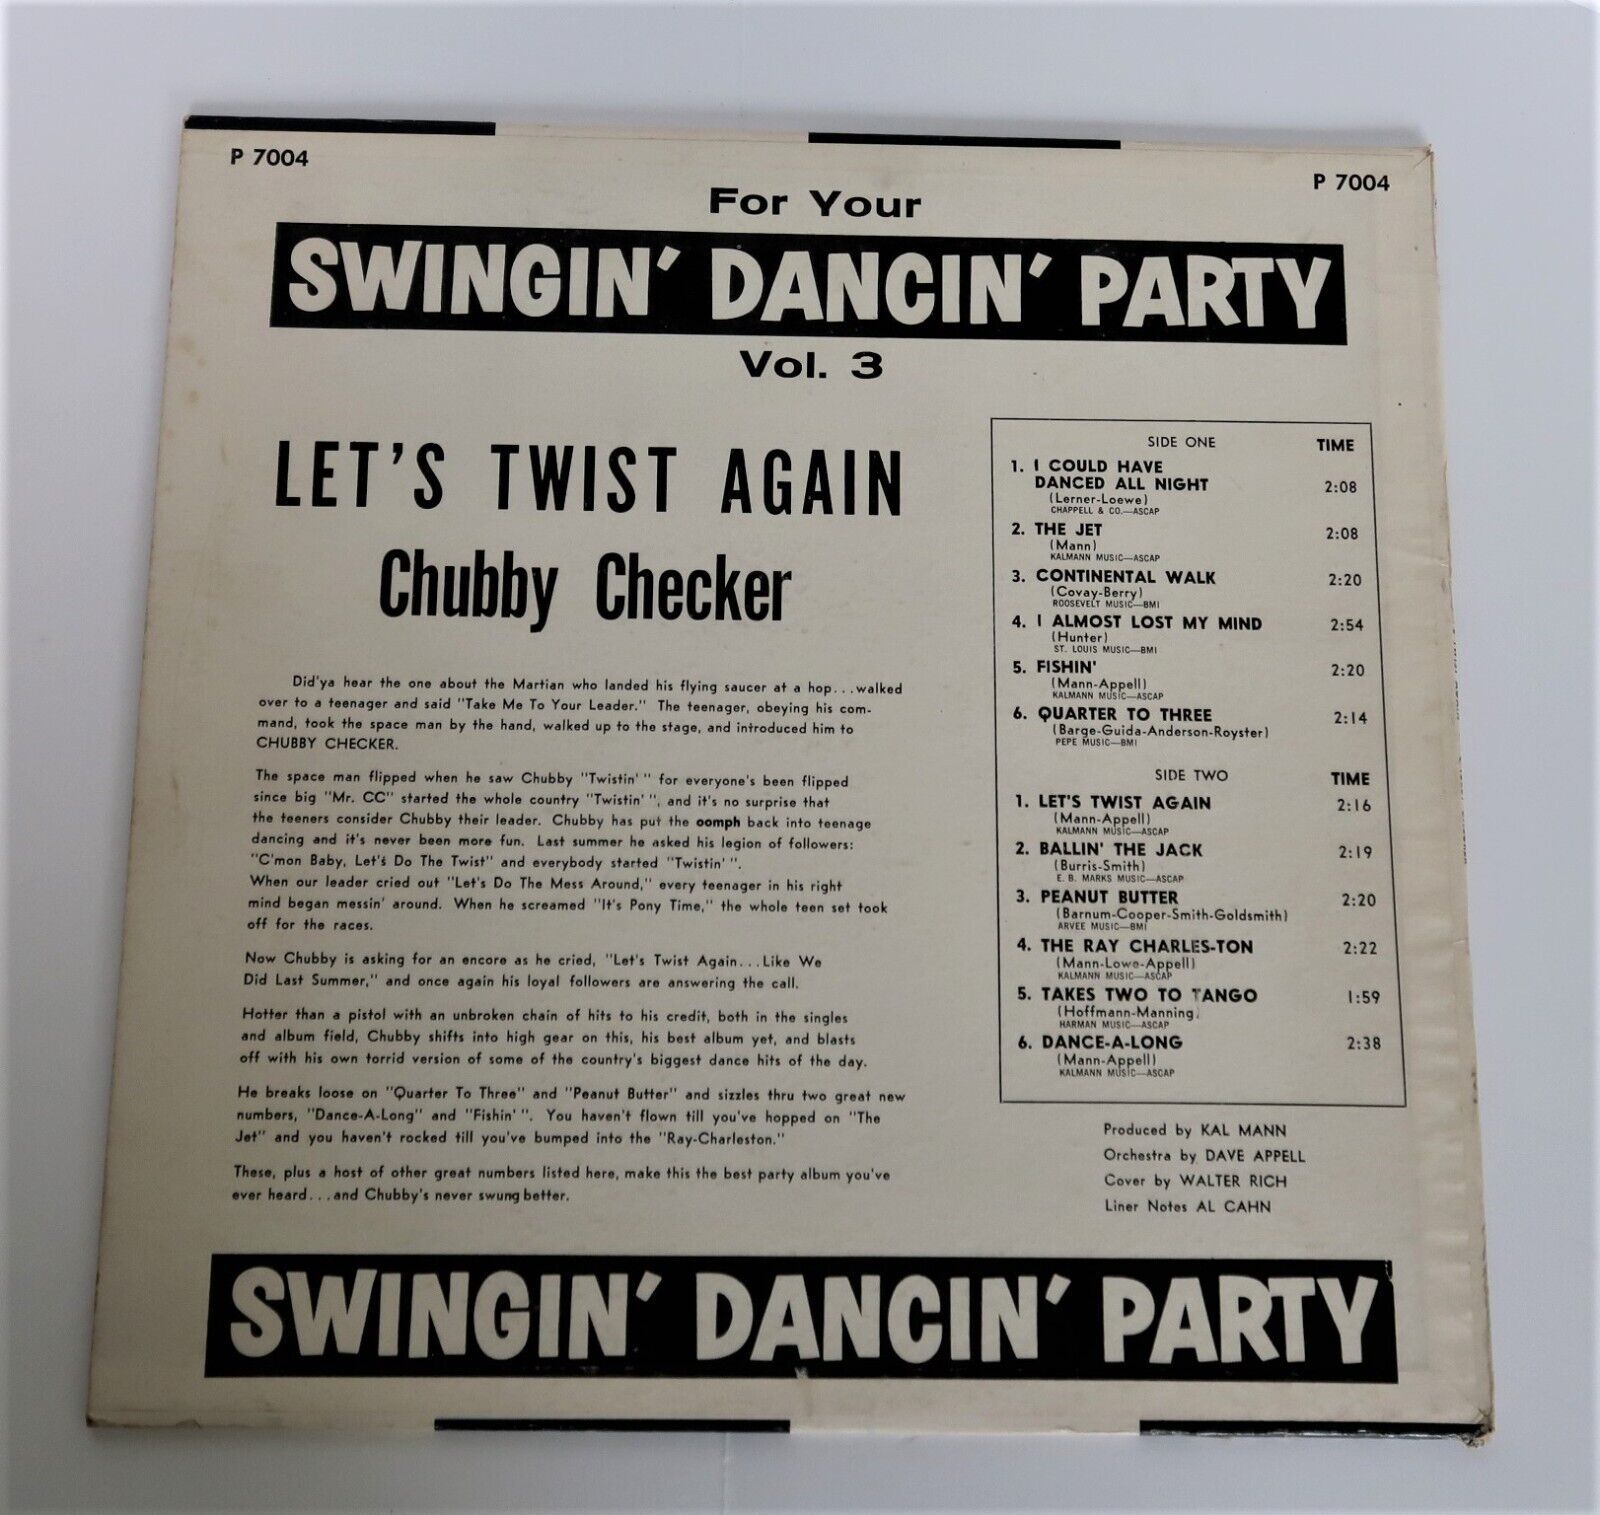 P 7004
P 7004
For Your
SWINGIN' DANCIN' PARTY
Vol. 3
LET'S TWIST AGAIN
Chubby Checker
Did'ya hear the one about the Martian who landed his flying saucer at a hop...walked
over to a teenager and said "Take Me To Your Leader." The teenager, obeying his com-
mand, took the space man by the hand, walked up to the stage, and introduced him to
CHUBBY CHECKER.
The space man flipped when he saw Chubby "Twistin' " for everyone's been flipped
since big "Mr. CC" started the whole country "Twistin' ", and it's no surprise that
the teeners consider Chubby their leader. Chubby has put the oomph back into teenage
dancing and it's never been more fun. Last summer he asked his legion of followers:
"C'mon Baby, Let's Do The Twist" and everybody started "Twistin' ".
When our leader cried out "Let's Do The Mess Around," every teenager in his right
mind began messin' around. When he screamed "It's Pony Time," the whole teen set took
off for the races.
Now Chubby is asking for an encore as he cried, "Let's Twist Again...Like We
Did Last Summer," and once again his loyal followers are answering the call.
Hotter than a pistol with an unbroken chain of hits to his credit, both in the singles
and album field, Chubby shifts into high gear on this, his best album yet, and blasts
off with his own torrid version of some of the country's biggest dance hits of the day.
He breaks loose on "Quarter To Three" and "Peanut Butter" and sizzles thru two great new
numbers, "Dance-A-Long" and "Fishin' ". You haven't flown till you've hopped on "The
Jet" and you haven't rocked till you've bumped into the "Ray-Charleston."
These, plus a host of other great numbers listed here, make this the best party album you've
ever heard...and Chubby's never swung better.
SIDE ONE TIME
1. I COULD HAVE
DANCED ALL NIGHT 2:08
(Lerner-Loewe)
CHAPPELL & CO.—ASCAP
2. THE JET 2:08
(Mann)
KALMANN MUSIC—ASCAP
3. CONTINENTAL WALK 2:20
(Covay-Berry)
ROOSEVELT MUSIC—BMI
4. I ALMOST LOST MY MIND 2:54
(Hunter)
ST. LOUIS MUSIC—BMI
5. FISHIN' 2:20
(Mann-Appell)
KALMANN MUSIC—ASCAP
6. QUARTER TO THREE 2:14
(Barge-Guida-Anderson-Royster)
PEPE MUSIC—BMI
SIDE TWO TIME
1. LET'S TWIST AGAIN 2:16
(Mann-Appell)
KALMANN MUSIC—ASCAP
2. BALLIN' THE JACK 2:19
(Burris-Smith)
E. B. MARKS MUSIC—ASCAP
3. PEANUT BUTTER 2:20
(Barnum-Cooper-Smith-Goldsmith)
ARVEE MUSIC—BMI
4. THE RAY CHARLES-TON 2:22
(Mann-Lowe-Appell)
KALMANN MUSIC—ASCAP
5. TAKES TWO TO TANGO 1:59
(Hoffmann-Manning)
HARMAN MUSIC—ASCAP
6. DANCE-A-LONG 2:38
(Mann-Appell)
KALMANN MUSIC—ASCAP
Produced by KAL MANN
Orchestra by DAVE APPELL
Cover by WALTER RICH
Liner Notes AL CAHN
SWINGIN' DANCIN' PARTY